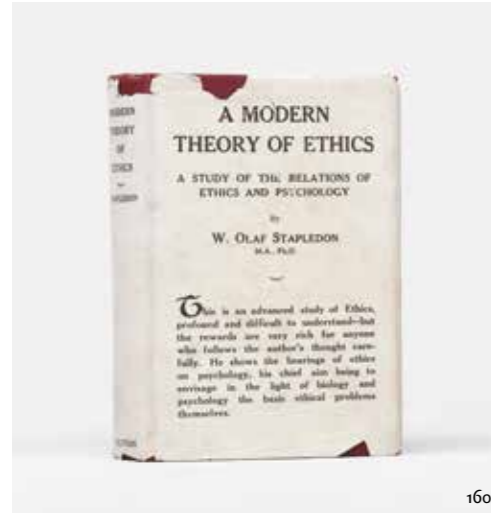 A MODERN
THEORY OF ETHICS
A STUDY OF THE RELATIONS OF
ETHICS AND PSYCHOLOGY
by
W. OLAF STAPLEDON
M.A., Ph.D.
This is an advanced study of Ethics,
profound and difficult to understand—but
the rewards are very rich for anyone
who follows the author's thought care-
fully. He shows the bearings of ethics
on psychology, his chief aim being to
envisage in the light of biology and
psychology the basic ethical problems
themselves.
MODERN
THEORY
OF
ETHICS
STAPLEDON
160